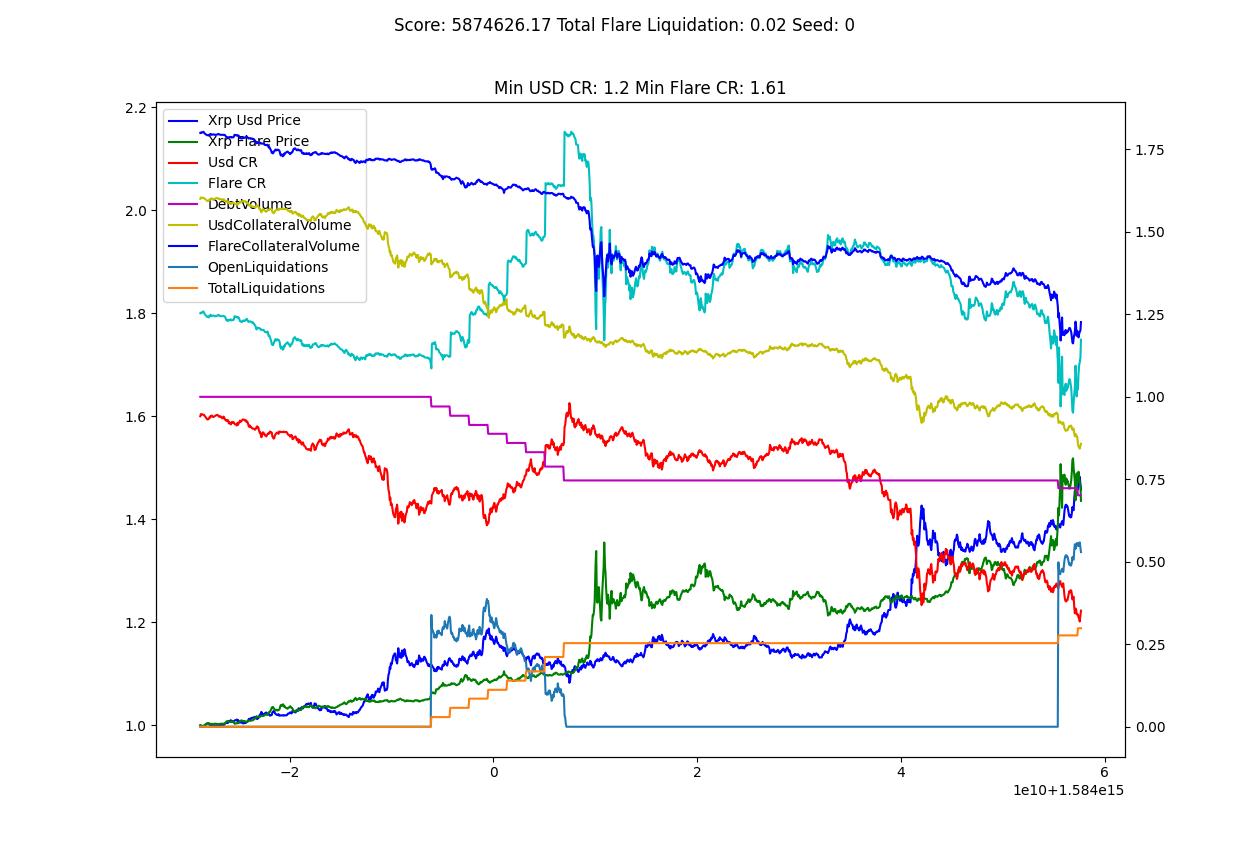 Score: 5874626.17 Total Flare Liquidation: 0.02 Seed: 0
Min USD CR: 1.2 Min Flare CR: 1.61
Xrp Usd Price
Xrp Flare Price
Usd CR
Flare CR
DebtVolume
UsdCollateralVolume
FlareCollateralVolume
OpenLiquidations
TotalLiquidations
2.2
2.0
1.8
1.6
1.4
1.2
1.0
1.75
1.50
1.25
1.00
0.75
0.50
0.25
0.00
−2 0 2 4 6
1e10+1.584e15